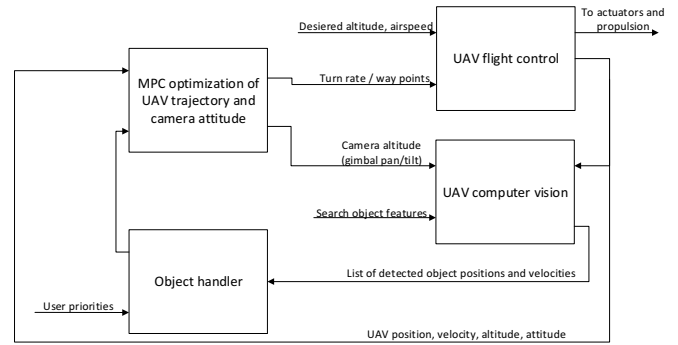 To actuators and
propulsion
Desiered altitude, airspeed
UAV flight control
MPC optimization of
UAV trajectory and
camera attitude
Turn rate / way points
Camera altitude
(gimbal pan/tilt)
UAV computer vision
Search object features
List of detected object positions and velocities
Object handler
User priorities
UAV position, velocity, altitude, attitude